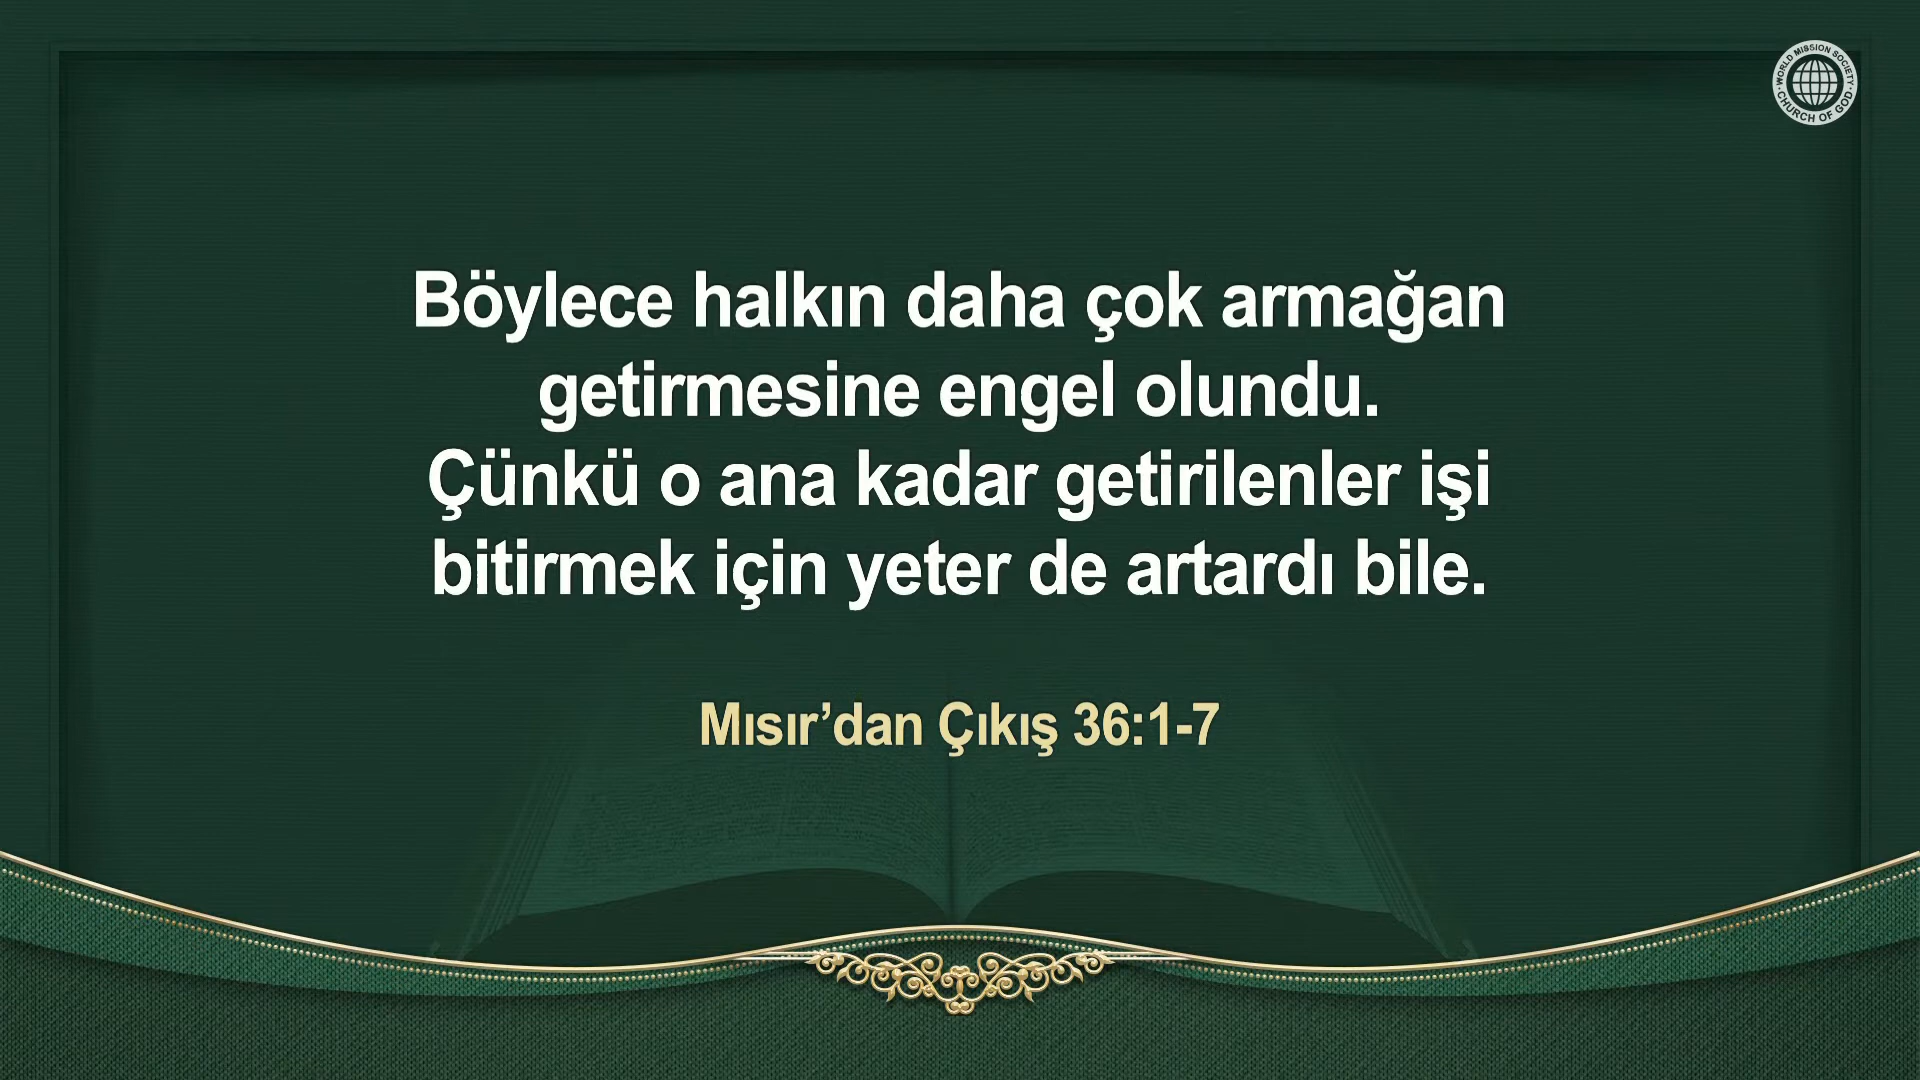 WORLD MISSION SOCIETY
CHURCH OF GOD
Böylece halkın daha çok armağan
getirmesine engel olundu.
Çünkü o ana kadar getirilenler işi
bitirmek için yeter de artardı bile.
Mısır’dan Çıkış 36:1-7